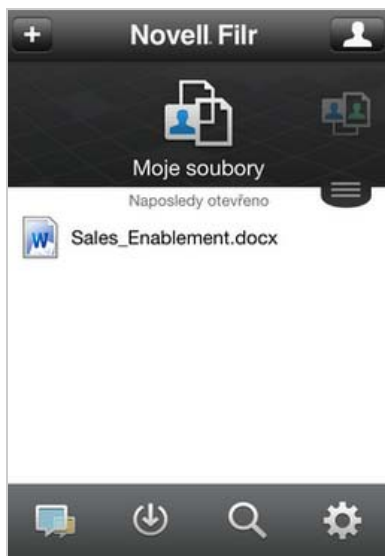 Novell Filr
Moje soubory
Naposledy otevřeno
Sales_Enablement.docx